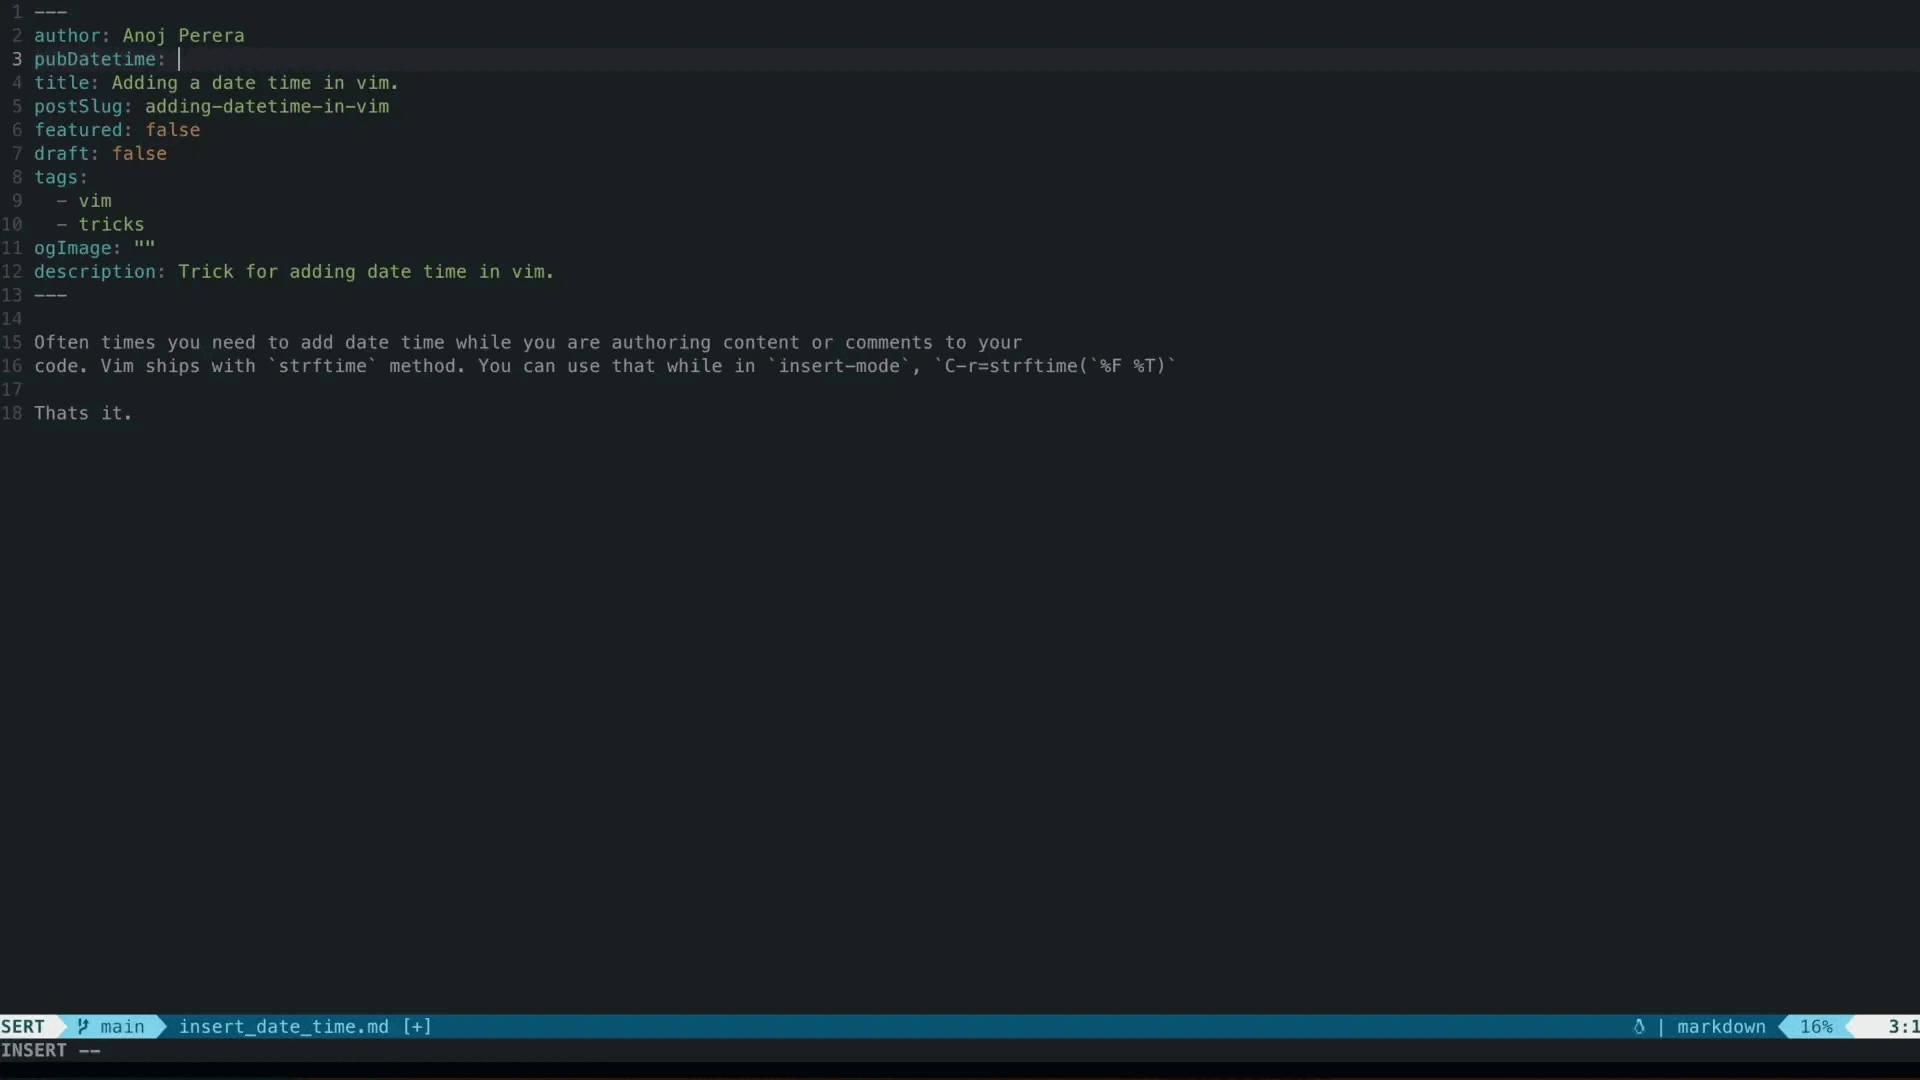 1 ---
2 author: Anoj Perera
3 pubDatetime:
4 title: Adding a date time in vim.
5 postSlug: adding-datetime-in-vim
6 featured: false
7 draft: false
8 tags:
9   - vim
10   - tricks
11 ogImage: ""
12 description: Trick for adding date time in vim.
13 ---
14
15 Often times you need to add date time while you are authoring content or comments to your
16 code. Vim ships with `strftime` method. You can use that while in `insert-mode`, `C-r=strftime(`%F %T)`
17
18 Thats it.
SERT main insert_date_time.md [+] | markdown 16% 3:1
INSERT --